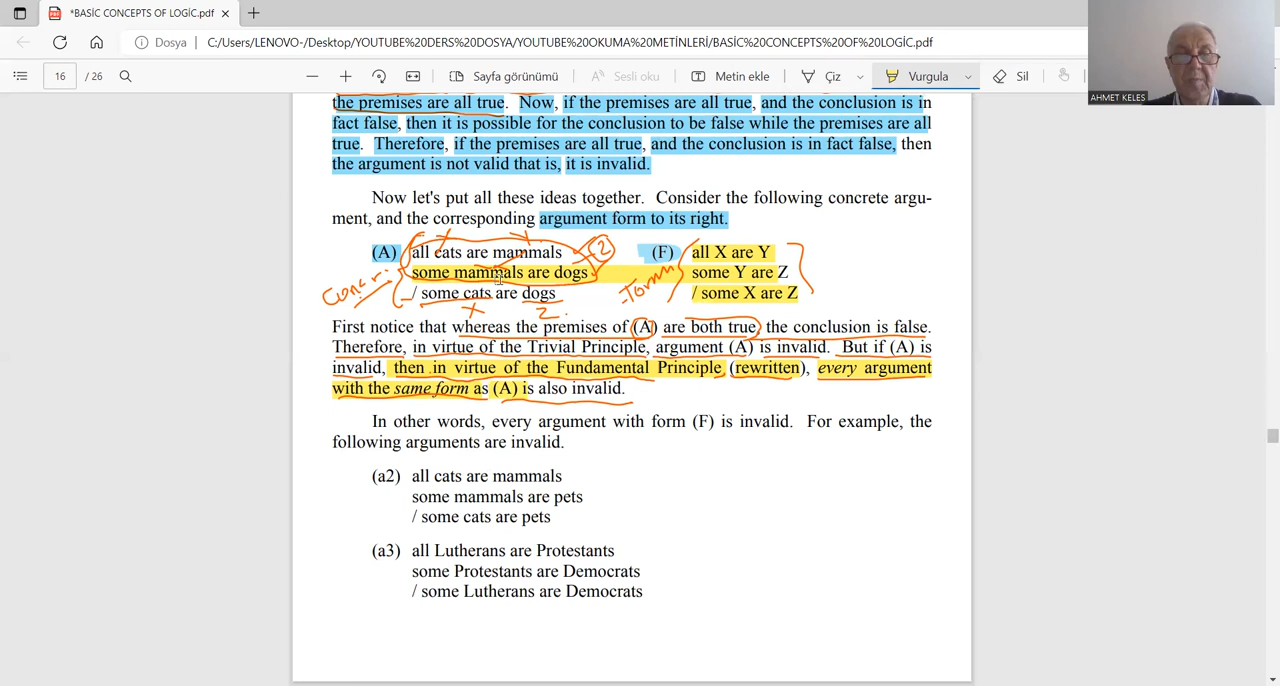 *BASİC CONCEPTS OF LOGİC.pdf
Dosya
C:/Users/LENOVO-/Desktop/YOUTUBE%20DERS%20DOSYA/YOUTUBE%20OKUMA%20METİNLERİ/BASİC%20CONCEPTS%20OF%20LOGİC.pdf
16 / 26
Sayfa görünümü
Sesli oku
Metin ekle
Çiz
Vurgula
Sil
AHMET KELES
the premises are all true. Now, if the premises are all true, and the conclusion is in
fact false, then it is possible for the conclusion to be false while the premises are all
true. Therefore, if the premises are all true, and the conclusion is in fact false, then
the argument is not valid that is, it is invalid.
Now let's put all these ideas together. Consider the following concrete argu-
ment, and the corresponding argument form to its right.
(A) all cats are mammals (F) all X are Y
some mammals are dogs some Y are Z
/ some cats are dogs / some X are Z
2
X Z
First notice that whereas the premises of (A) are both true, the conclusion is false.
Therefore, in virtue of the Trivial Principle, argument (A) is invalid. But if (A) is
invalid, then in virtue of the Fundamental Principle (rewritten), every argument
with the same form as (A) is also invalid.
In other words, every argument with form (F) is invalid. For example, the
following arguments are invalid.
(a2) all cats are mammals
some mammals are pets
/ some cats are pets
(a3) all Lutherans are Protestants
some Protestants are Democrats
/ some Lutherans are Democrats